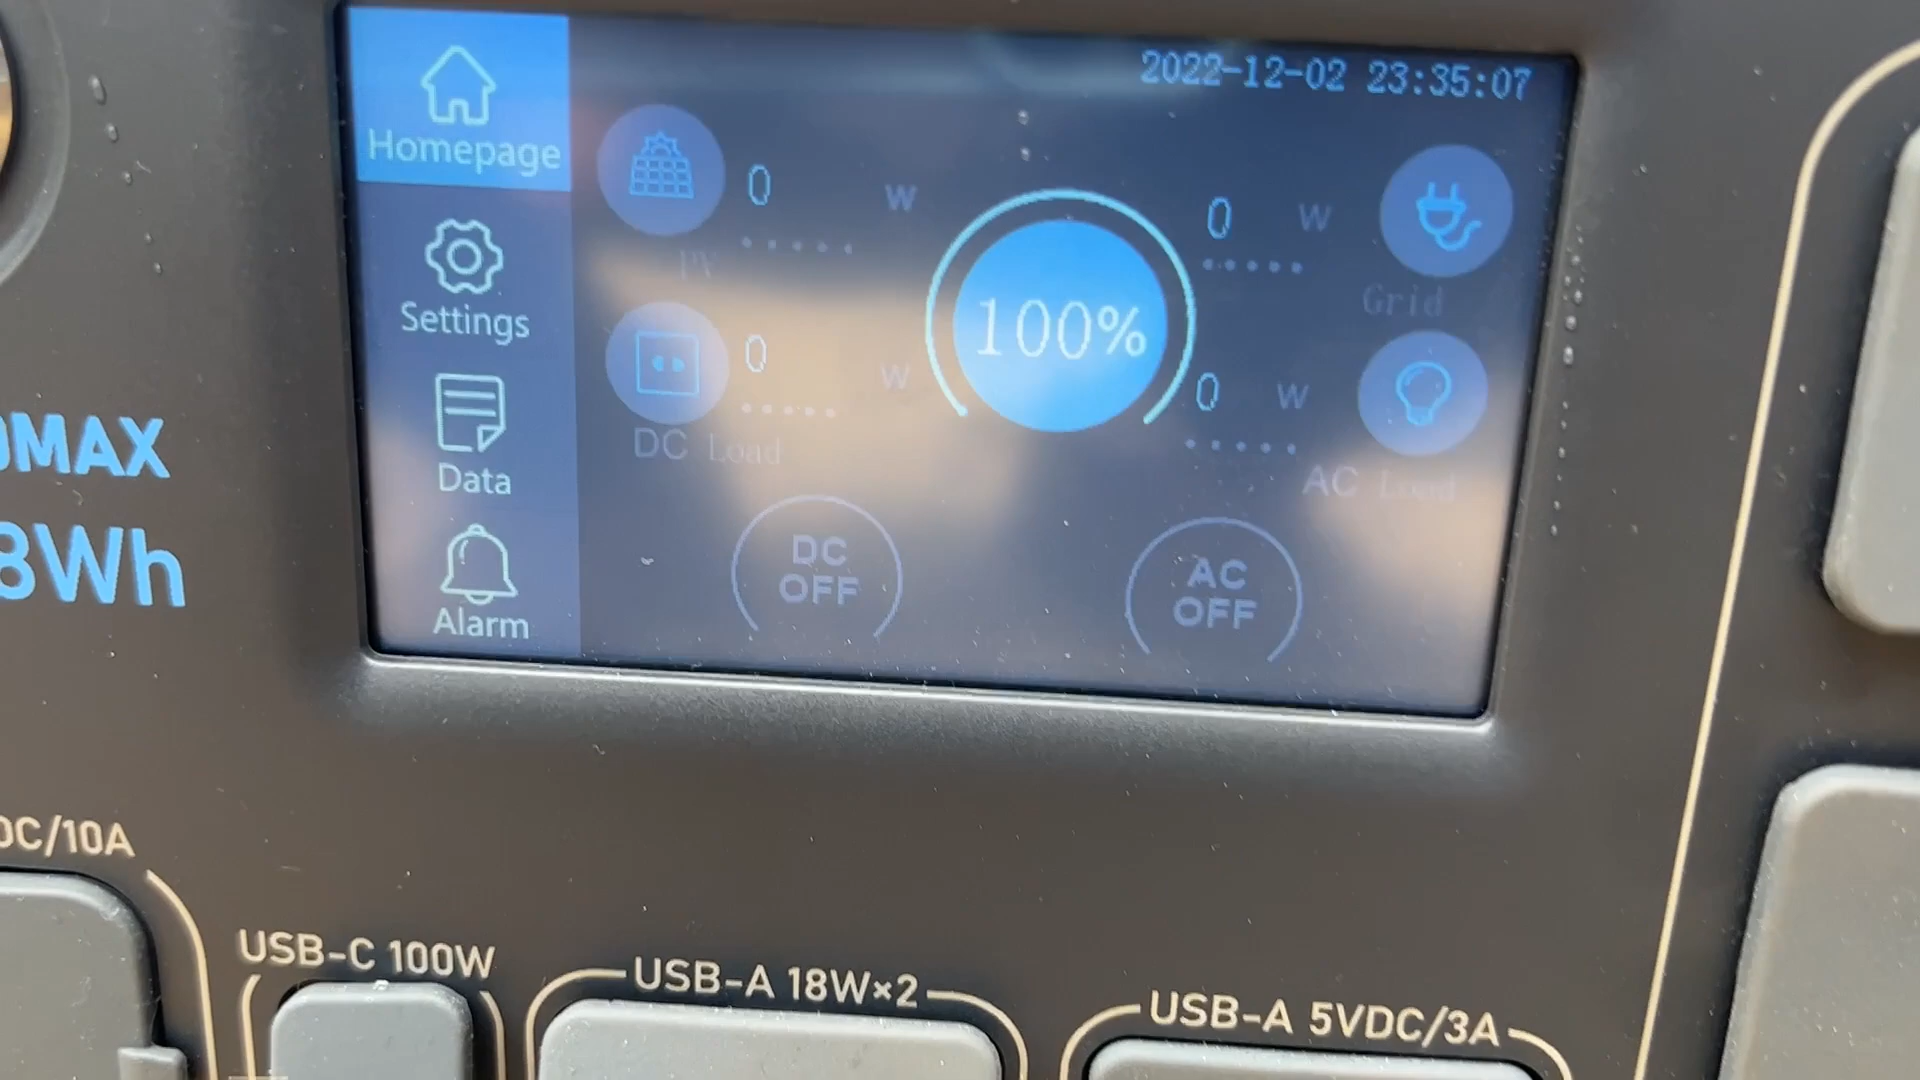 2022-12-02 23:35:07
Homepage
Settings
Data
Alarm
0 W
PV
0 W
DC Load
100%
0 W
Grid
0 W
AC Load
DC
OFF
AC
OFF
0MAX
8Wh
DC/10A
USB-C 100W
USB-A 18W×2
USB-A 5VDC/3A